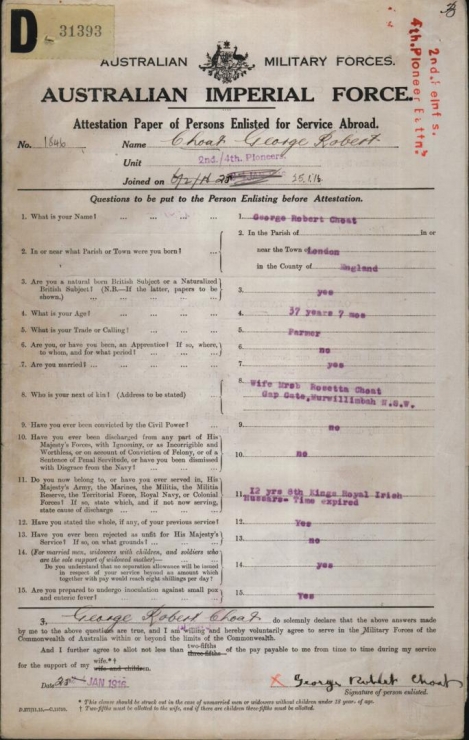 D 31393
2nd. Reinf's.
4th. Pioneer Battn.
AUSTRALIAN MILITARY FORCES.
AUSTRALIAN IMPERIAL FORCE.
Attestation Paper of Persons Enlisted for Service Abroad.
No. 1846 Name Choat George Robert
Unit 2nd./4th. Pioneers.
Joined on 25.1.16
Questions to be put to the Person Enlisting before Attestation.
1. What is your Name? ... 1. George Robert Choat
2. In or near what Parish or Town were you born? ... 2. In the Parish of in or
near the Town of London
in the County of England
3. Are you a natural born British Subject or a Naturalized
British Subject? (N.B.—If the latter, papers to be
shown.) ... 3. yes
4. What is your Age? ... 4. 37 years 7 mos
5. What is your Trade or Calling? ... 5. Farmer
6. Are you, or have you been, an Apprentice? If so, where,
to whom, and for what period? ... 6. no
7. Are you married? ... 7. yes
8. Who is your next of kin? (Address to be stated) 8. Wife Mrs Rosetta Choat
Gap Gate, Murwillimbah N.S.W.
9. Have you ever been convicted by the Civil Power? ... 9. no
10. Have you ever been discharged from any part of His
Majesty's Forces, with Ignominy, or as Incorrigible and
Worthless, or on account of Conviction of Felony, or of a
Sentence of Penal Servitude, or have you been dismissed
with Disgrace from the Navy? ... 10. no
11. Do you now belong to, or have you ever served in, His
Majesty's Army, the Marines, the Militia, the Militia
Reserve, the Territorial Force, Royal Navy, or Colonial
Forces? If so, state which, and if not now serving,
state cause of discharge ... 11. 12 yrs 8th Kings Royal Irish
Hussars- Time expired
12. Have you stated the whole, if any, of your previous service? 12. Yes
13. Have you ever been rejected as unfit for His Majesty's
Service? If so, on what grounds? ... 13. no
14. (For married men, widowers with children, and soldiers who
are the sole support of widowed mother)—
Do you understand that no separation allowance will be issued
in respect of your service beyond an amount which
together with pay would reach eight shillings per day? 14. yes
15. Are you prepared to undergo inoculation against small pox
and enteric fever? ... 15. Yes
I, George Robert Choat do solemnly declare that the above answers made
by me to the above questions are true, and I am willing and hereby voluntarily agree to serve in the Military Forces of the
Commonwealth of Australia within or beyond the limits of the Commonwealth.
And I further agree to allot not less than two-fifths three-fifths of the pay payable to me from time to time during my service
for the support of my wife.*† wife and children.
Date 25th JAN 1916 X George Robert Choat
Signature of person enlisted.
* This clause should be struck out in the case of unmarried men or widowers without children under 18 year. of age.
† Two-fifths must be allotted to the wife, and if there are children three-fifths must be allotted.